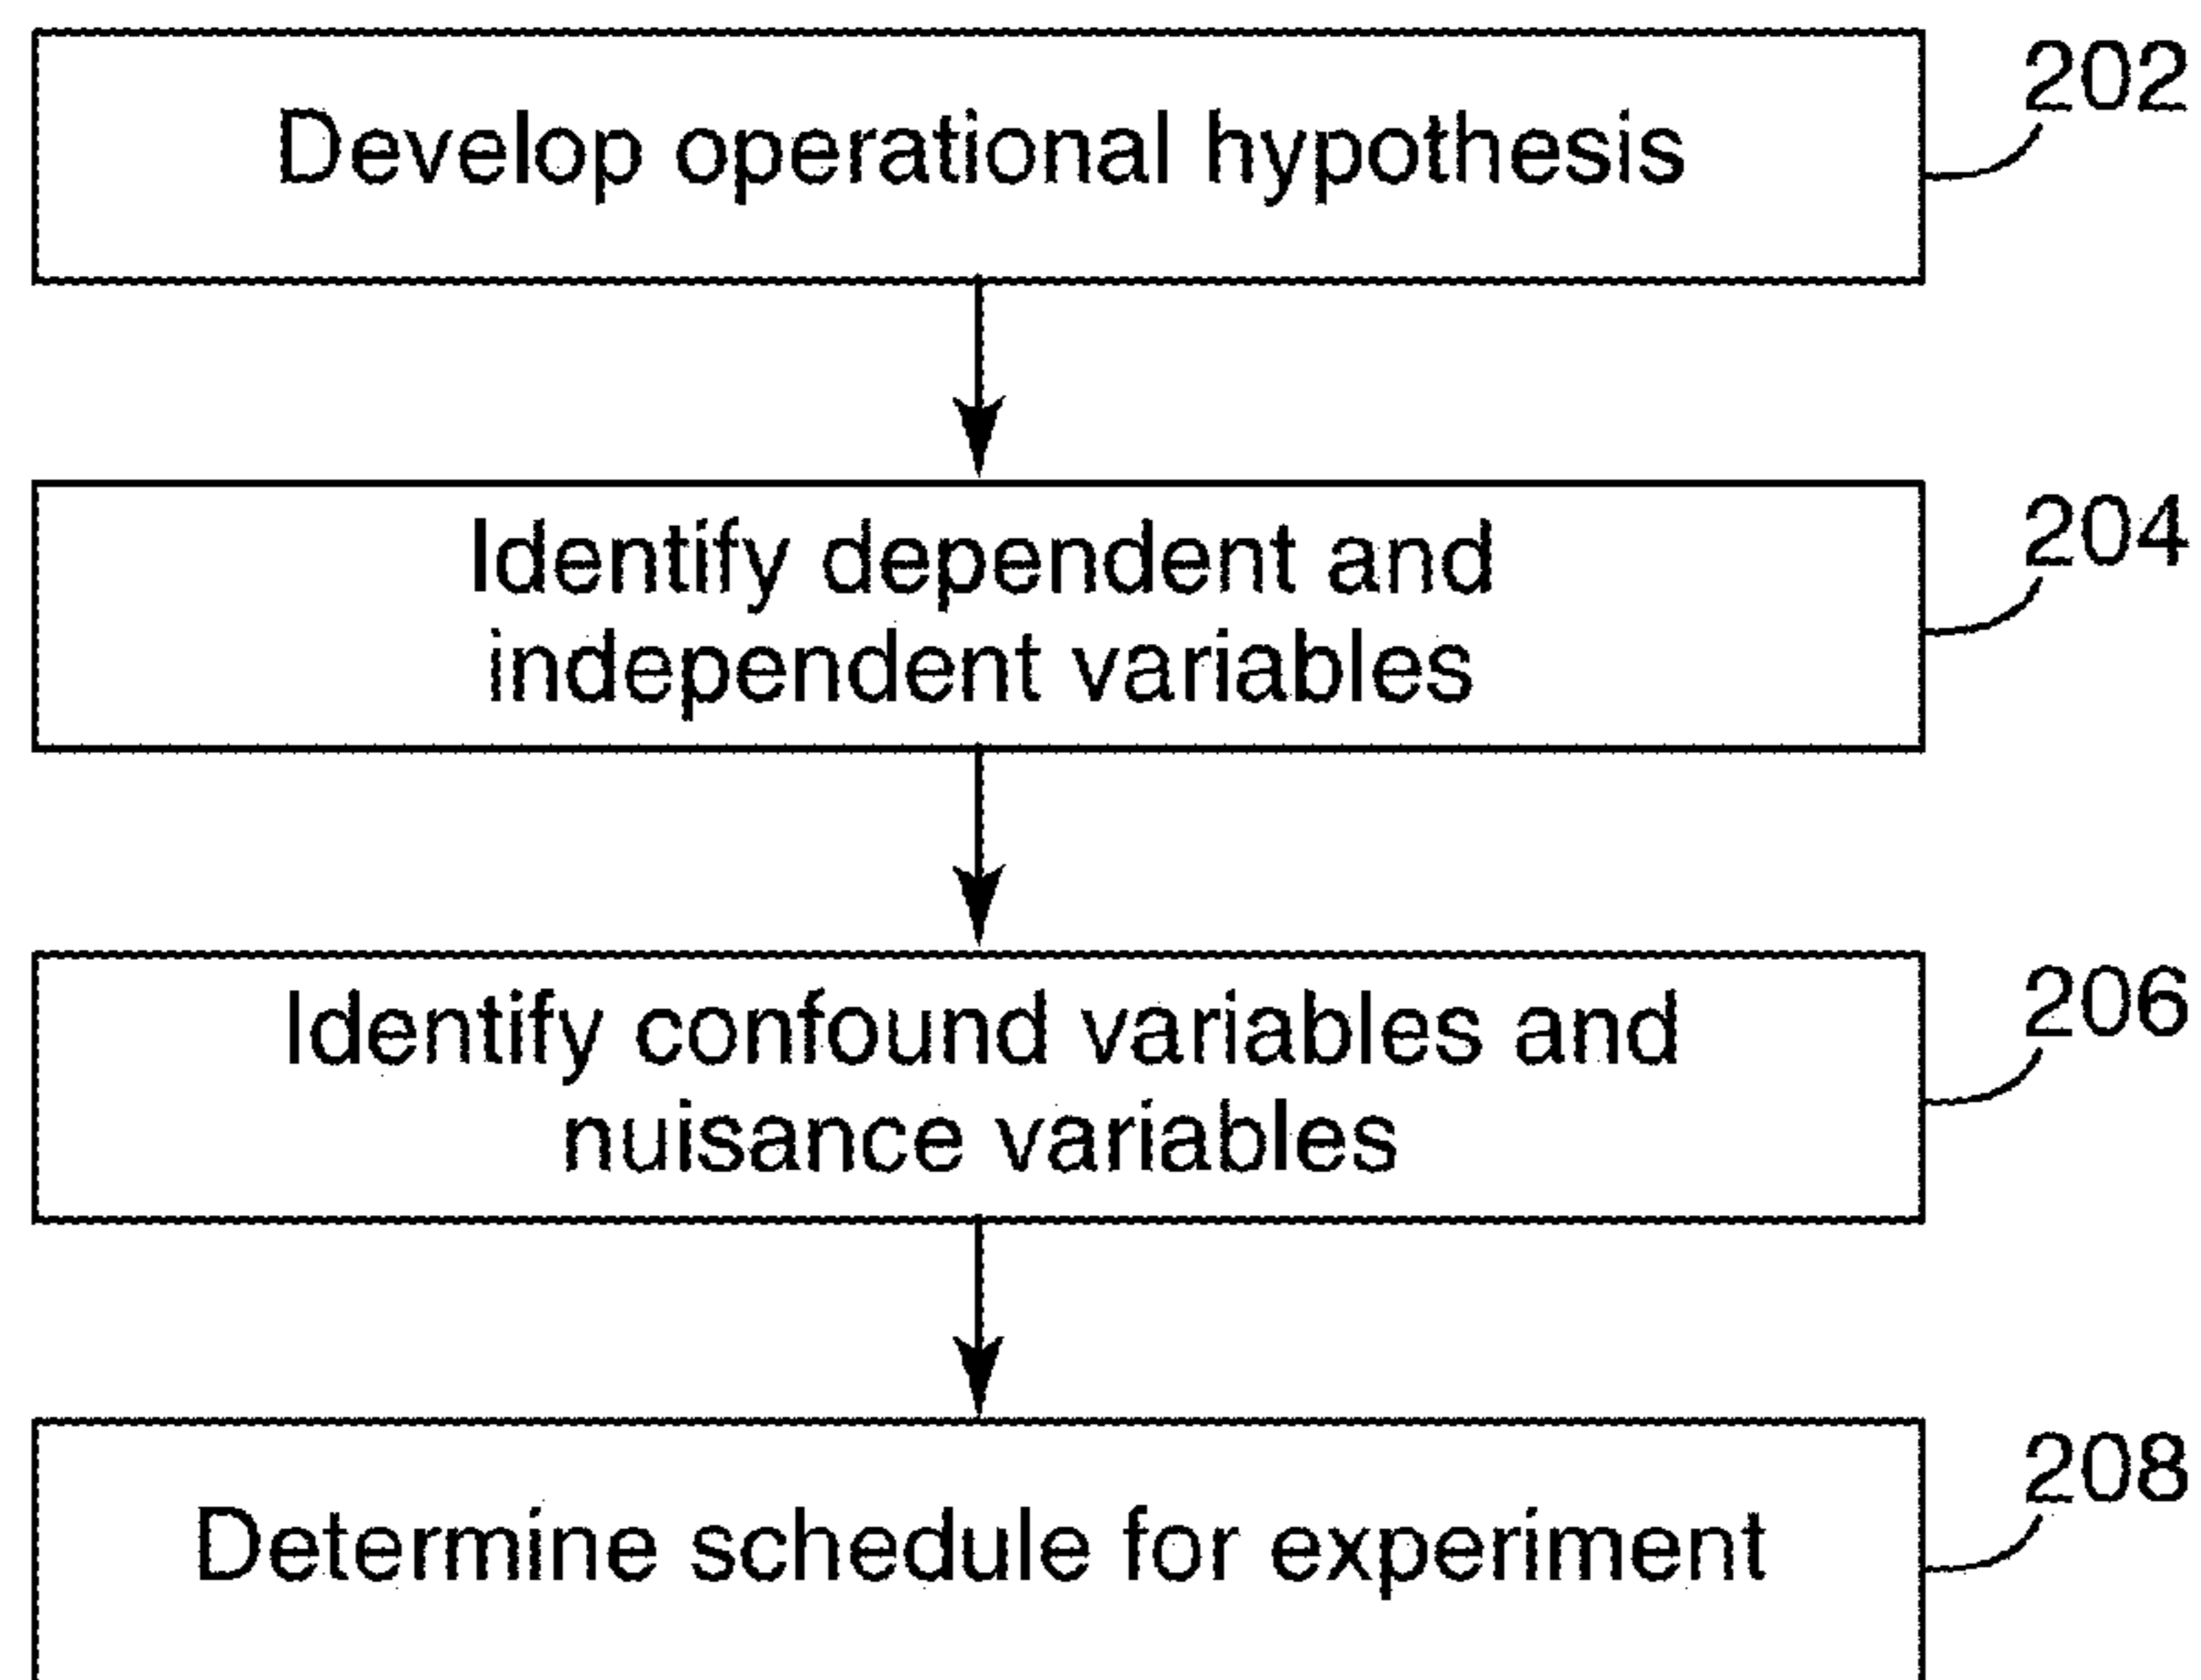 Develop operational hypothesis
202
Identify dependent and
independent variables
204
Identify confound variables and
nuisance variables
206
Determine schedule for experiment
208